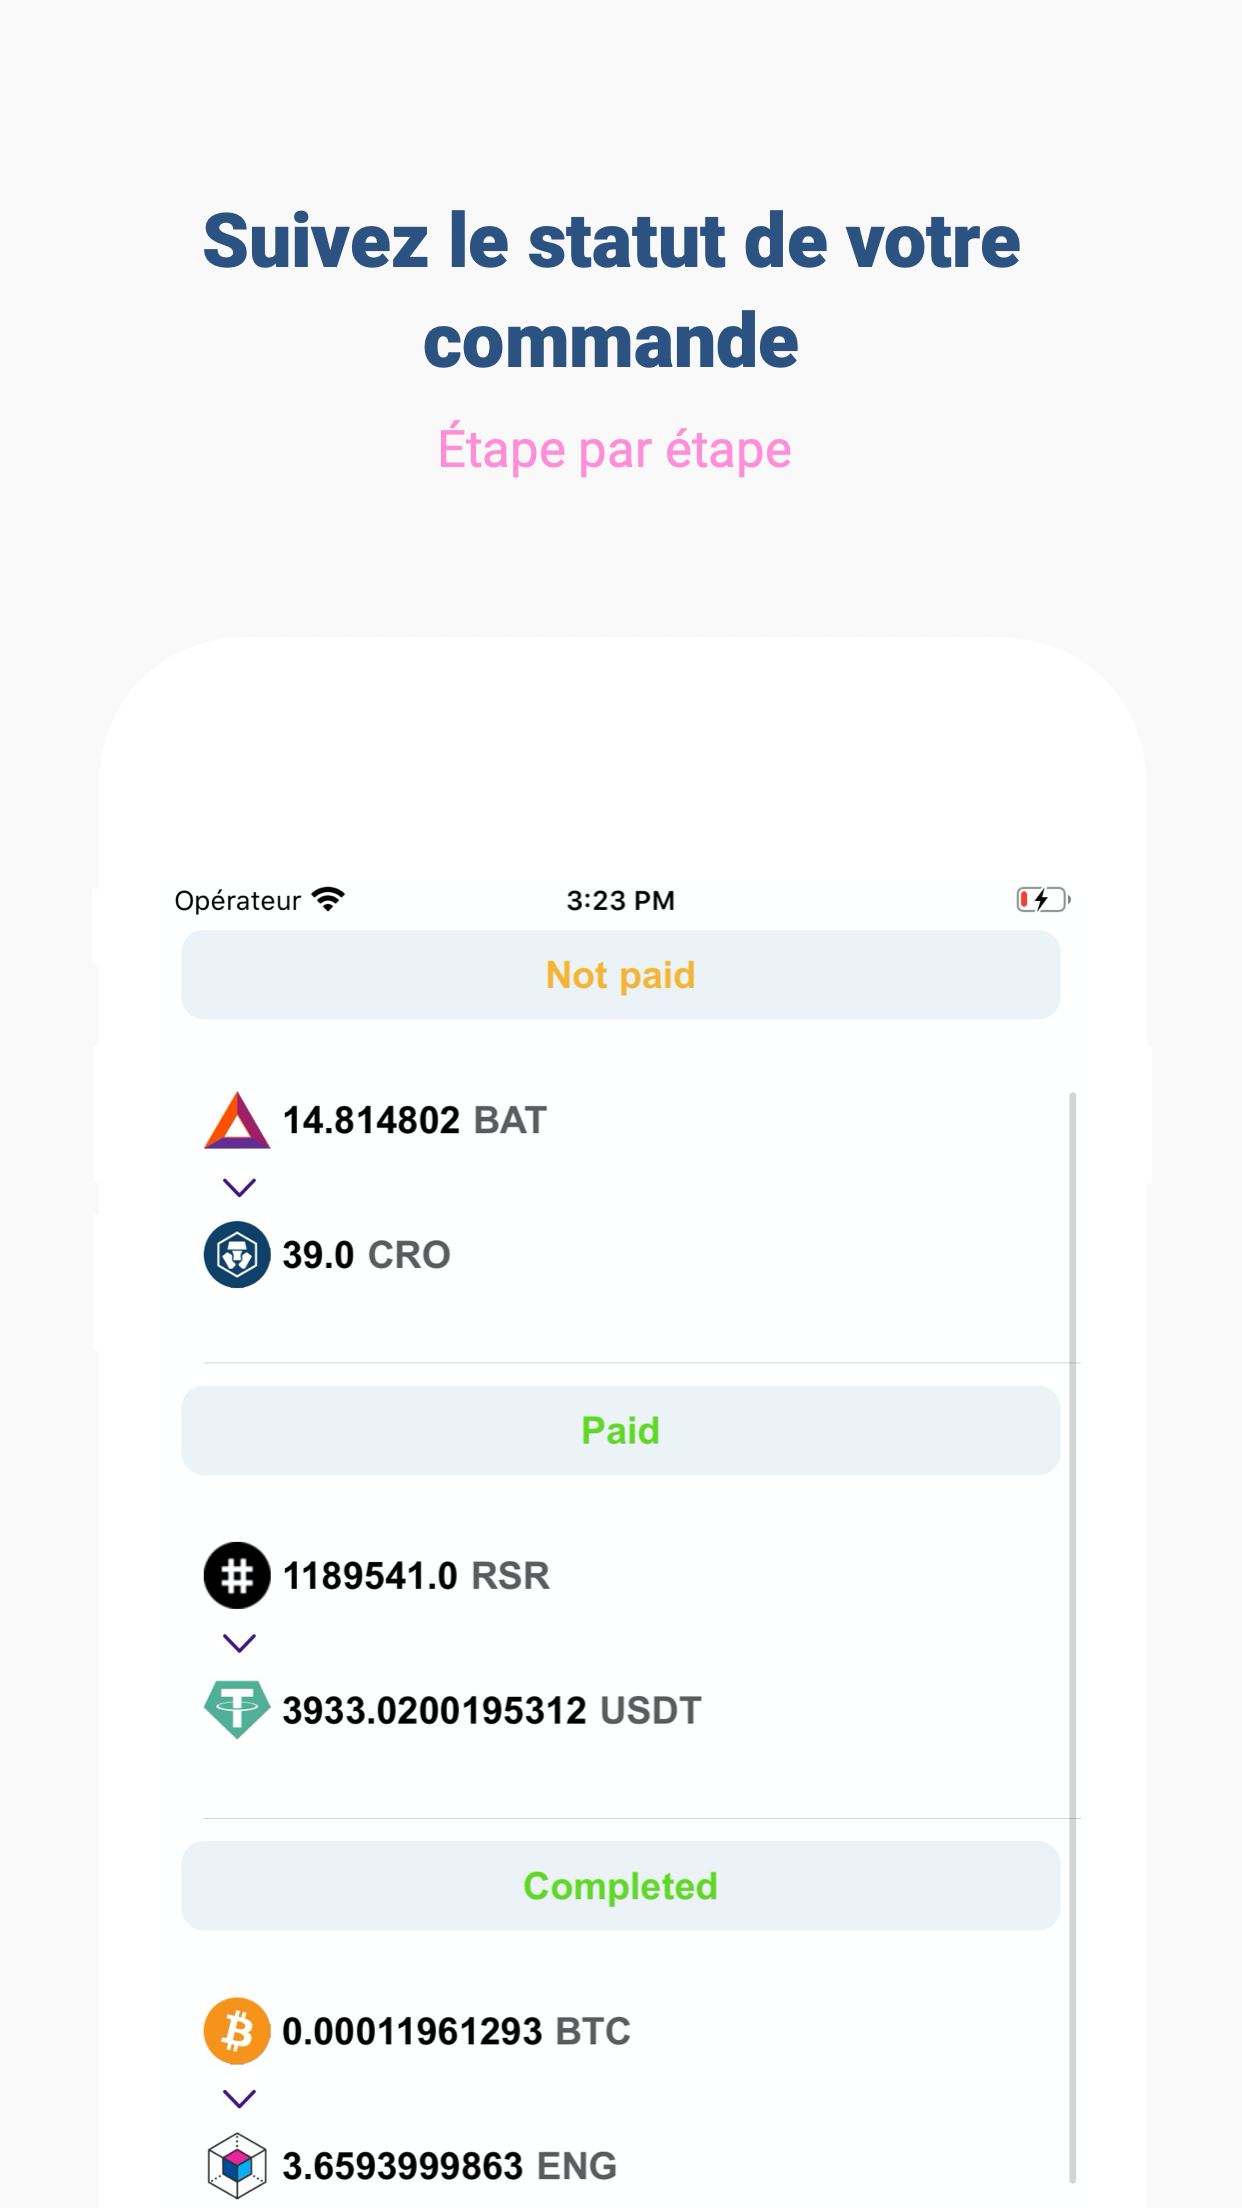 Suivez le statut de votre
commande
Étape par étape
Opérateur 3:23 PM
Not paid
14.814802 BAT
39.0 CRO
Paid
1189541.0 RSR
3933.0200195312 USDT
Completed
0.00011961293 BTC
3.6593999863 ENG